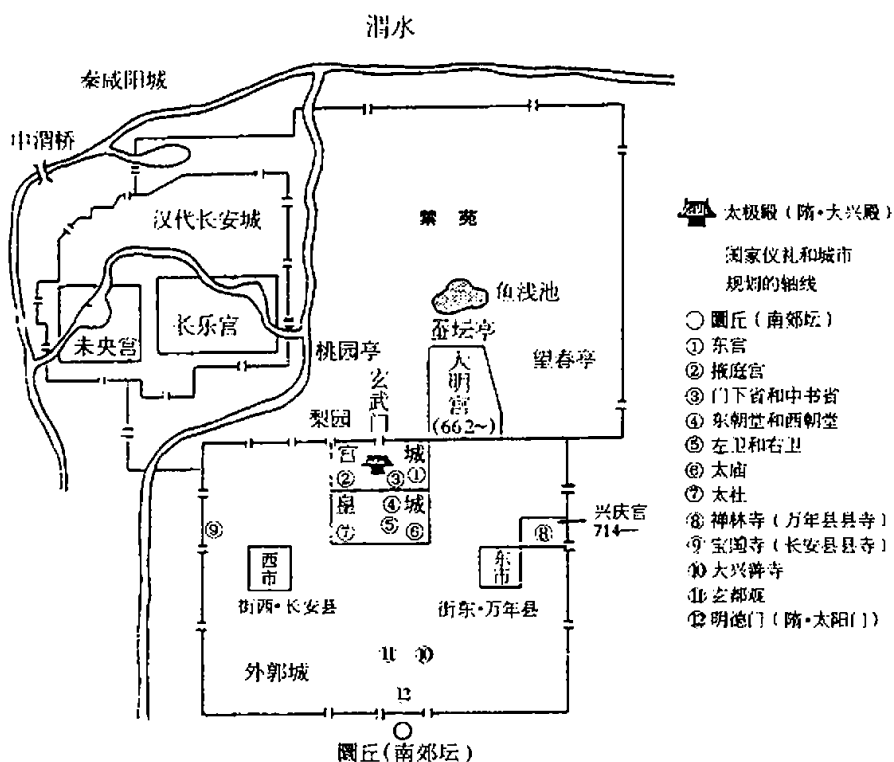 渭水
秦咸阳城
中渭桥
汉代长安城
禁苑
鱼浅池
蚕坛亭
未央宫
长乐宫
桃园亭
玄武门
大明宫
(662~)
望春亭
梨园
宫城
② ③ ①
皇城
④
⑤
⑦ ⑥
⑨
⑧
兴庆宫
714—
西市
东市
街西·长安县
街东·万年县
⑪ ⑩
外郭城
⑫
圜丘(南郊坛)
太极殿(隋·大兴殿)
国家仪礼和城市
规划的轴线
○圜丘(南郊坛)
①东宫
②掖庭宫
③门下省和中书省
④东朝堂和西朝堂
⑤左卫和右卫
⑥太庙
⑦太社
⑧禅林寺(万年县县寺)
⑨宝国寺(长安县县寺)
⑩大兴善寺
⑪玄都观
⑫明德门(隋·太阳门)